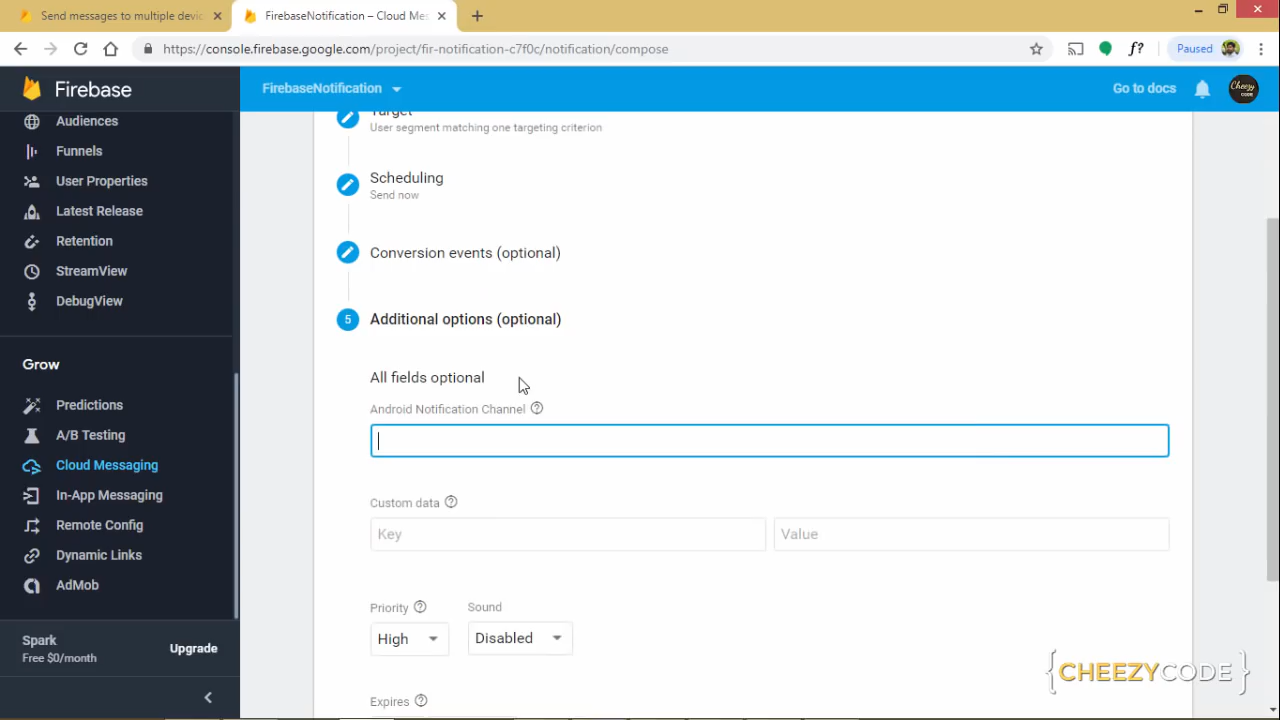 Send messages to multiple devic
FirebaseNotification – Cloud Mes
https://console.firebase.google.com/project/fir-notification-c7f0c/notification/compose
f?
Paused
Firebase
FirebaseNotification
Go to docs
Cheezy
CODE
Audiences
Funnels
User Properties
Latest Release
Retention
StreamView
DebugView
Grow
Predictions
A/B Testing
Cloud Messaging
In-App Messaging
Remote Config
Dynamic Links
AdMob
Spark
Free $0/month
Upgrade
Target
User segment matching one targeting criterion
Scheduling
Send now
Conversion events (optional)
5
Additional options (optional)
All fields optional
Android Notification Channel
Custom data
Key
Value
Priority
Sound
High
Disabled
Expires
{CHEEZYCODE}